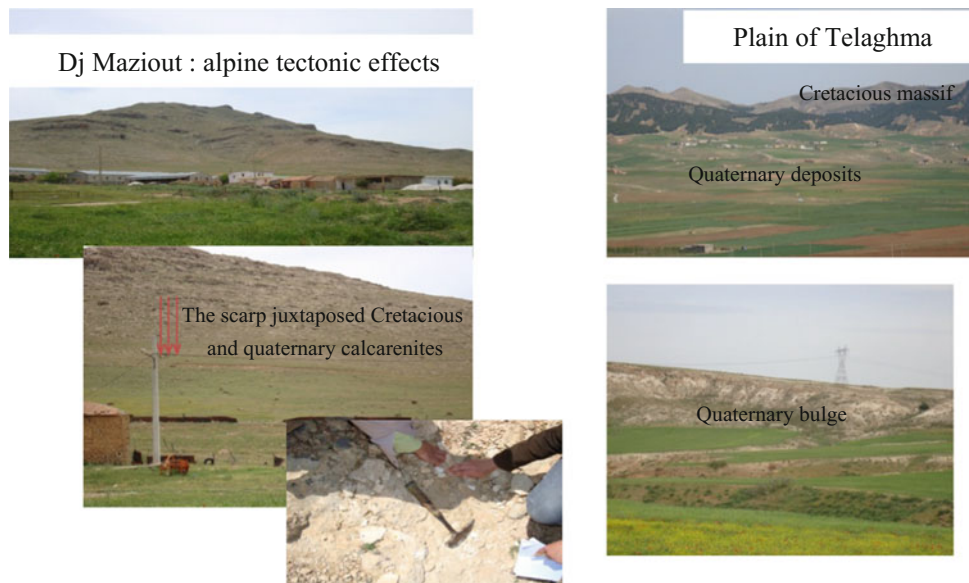 Dj Maziout : alpine tectonic effects
The scarp juxtaposed Cretacious
and quaternary calcarenites
Plain of Telaghma
Cretacious massif
Quaternary deposits
Quaternary bulge